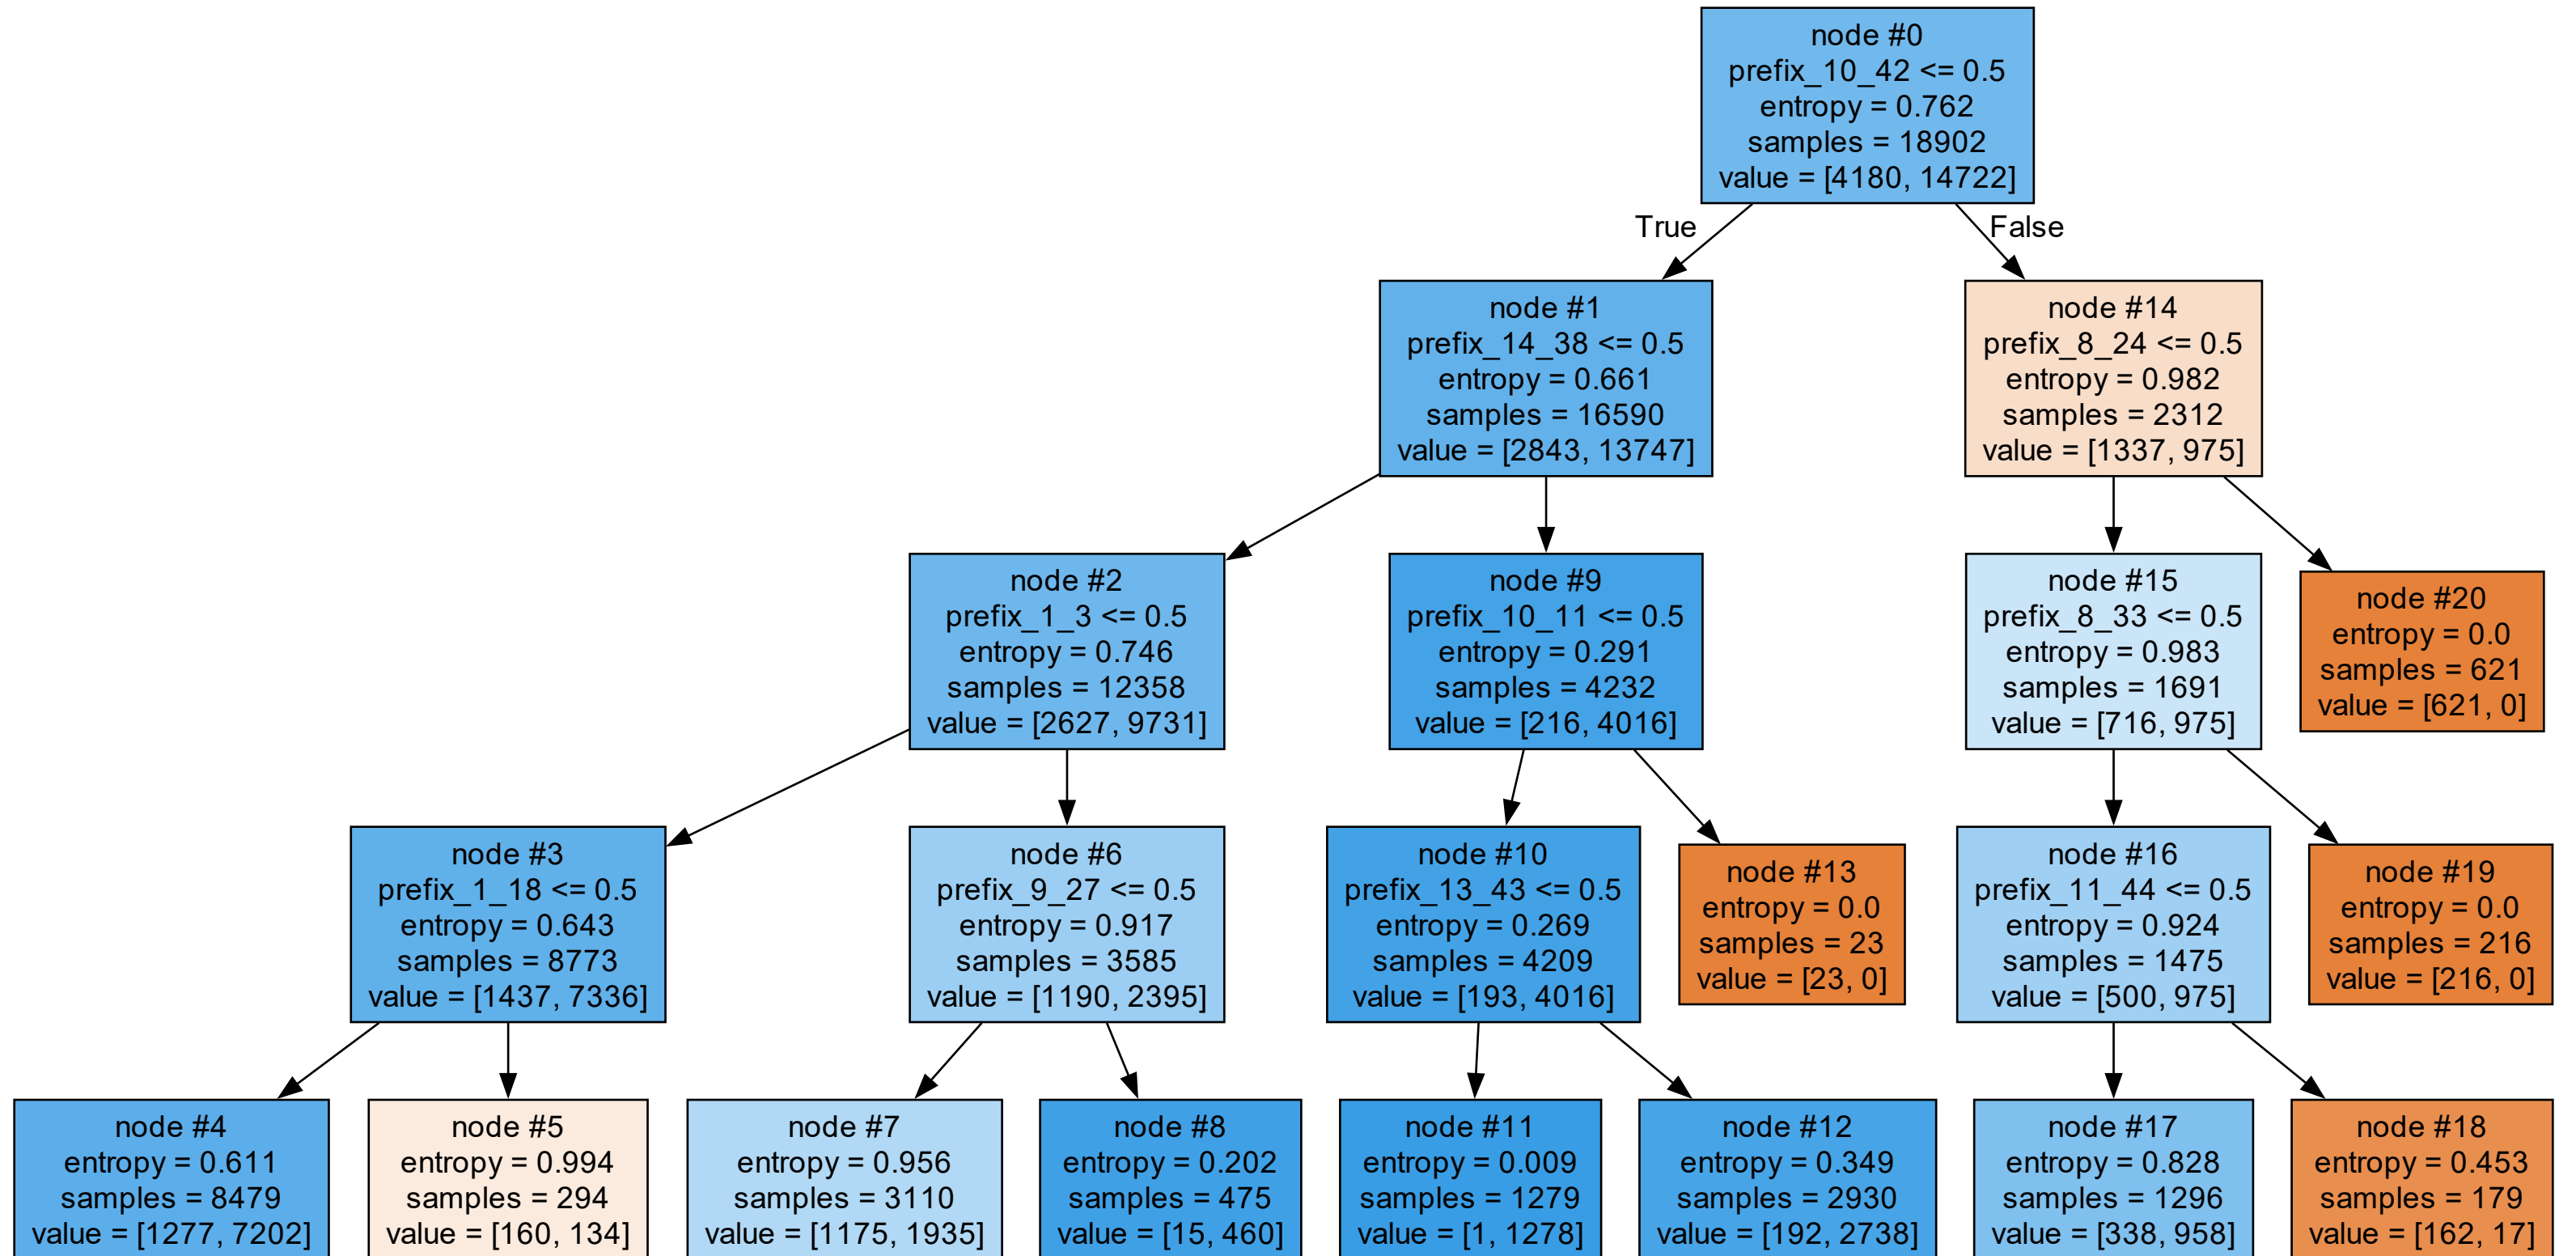 node #0
prefix_10_42 <= 0.5
entropy = 0.762
samples = 18902
value = [4180, 14722]
True
False
node #1
prefix_14_38 <= 0.5
entropy = 0.661
samples = 16590
value = [2843, 13747]
node #14
prefix_8_24 <= 0.5
entropy = 0.982
samples = 2312
value = [1337, 975]
node #2
prefix_1_3 <= 0.5
entropy = 0.746
samples = 12358
value = [2627, 9731]
node #9
prefix_10_11 <= 0.5
entropy = 0.291
samples = 4232
value = [216, 4016]
node #15
prefix_8_33 <= 0.5
entropy = 0.983
samples = 1691
value = [716, 975]
node #20
entropy = 0.0
samples = 621
value = [621, 0]
node #3
prefix_1_18 <= 0.5
entropy = 0.643
samples = 8773
value = [1437, 7336]
node #6
prefix_9_27 <= 0.5
entropy = 0.917
samples = 3585
value = [1190, 2395]
node #10
prefix_13_43 <= 0.5
entropy = 0.269
samples = 4209
value = [193, 4016]
node #13
entropy = 0.0
samples = 23
value = [23, 0]
node #16
prefix_11_44 <= 0.5
entropy = 0.924
samples = 1475
value = [500, 975]
node #19
entropy = 0.0
samples = 216
value = [216, 0]
node #4
entropy = 0.611
samples = 8479
value = [1277, 7202]
node #5
entropy = 0.994
samples = 294
value = [160, 134]
node #7
entropy = 0.956
samples = 3110
value = [1175, 1935]
node #8
entropy = 0.202
samples = 475
value = [15, 460]
node #11
entropy = 0.009
samples = 1279
value = [1, 1278]
node #12
entropy = 0.349
samples = 2930
value = [192, 2738]
node #17
entropy = 0.828
samples = 1296
value = [338, 958]
node #18
entropy = 0.453
samples = 179
value = [162, 17]